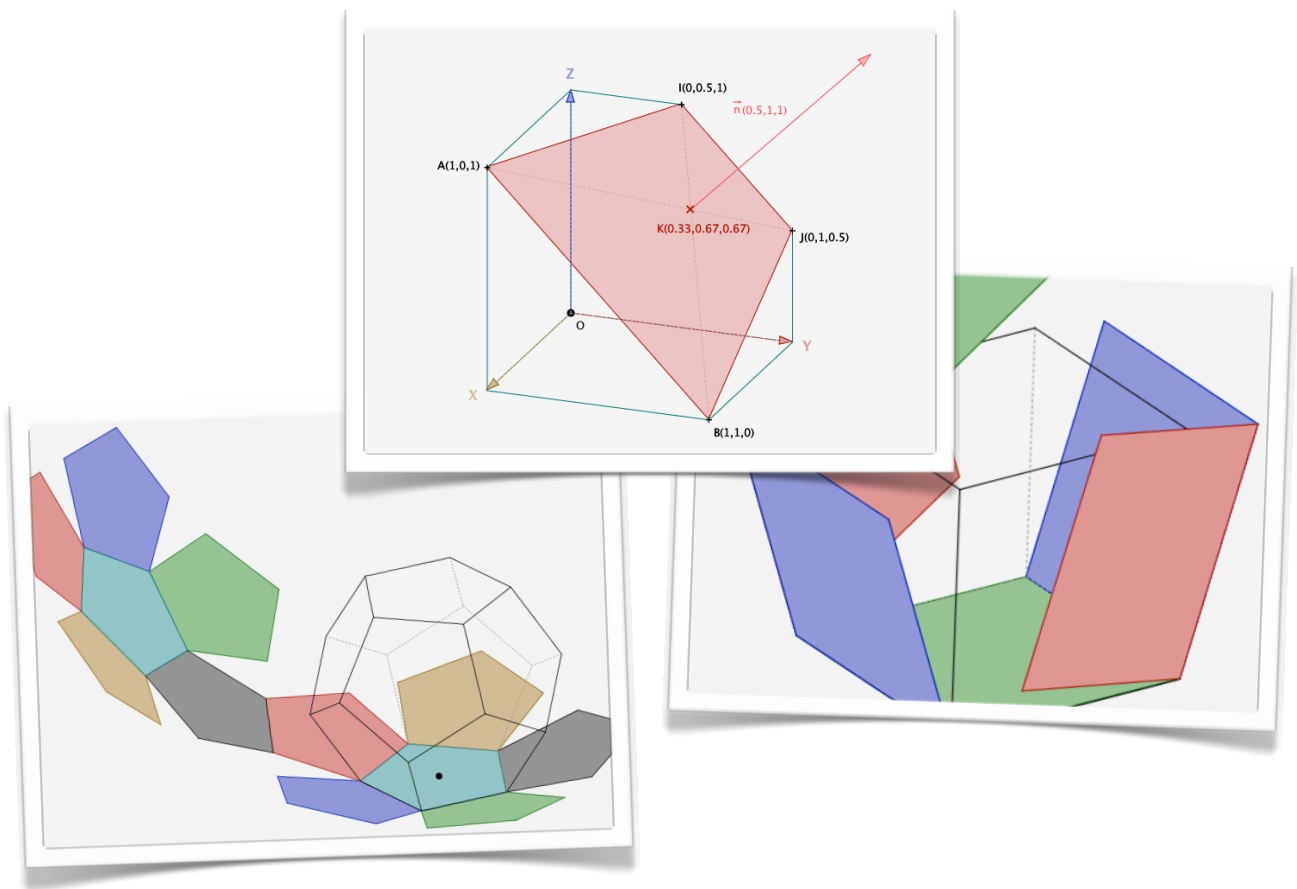 Z
I(0,0.5,1)
n(0.5,1,1)
A(1,0,1)
K(0.33,0.67,0.67)
J(0,1,0.5)
O
Y
X
B(1,1,0)